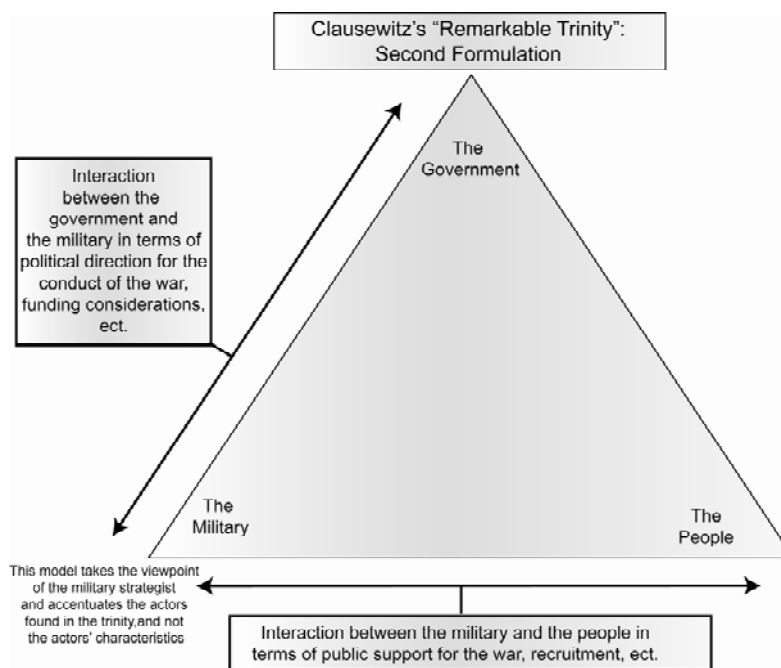 Clausewitz's “Remarkable Trinity”:
Second Formulation
The
Government
Interaction
between the
government and
the military in terms of
political direction for the
conduct of the war,
funding considerations,
ect.
The
Military
The
People
This model takes the viewpoint
of the military strategist
and accentuates the actors
found in the trinity,and not
the actors' characteristics
Interaction between the military and the people in
terms of public support for the war, recruitment, ect.